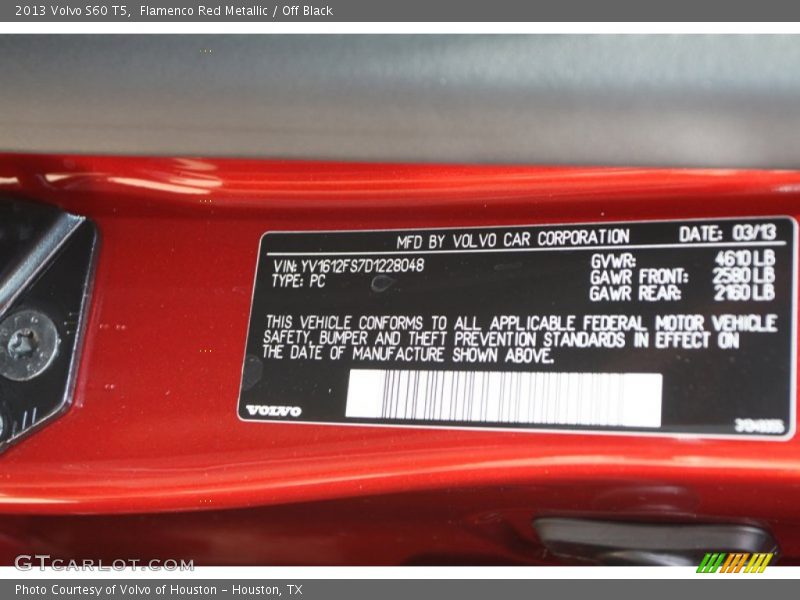 2013 Volvo S60 T5, Flamenco Red Metallic / Off Black
MFD BY VOLVO CAR CORPORATION DATE: 03/13
VIN: YV1612FS7D1228048 GVWR: 4610 LB
TYPE: PC GAWR FRONT: 2580 LB
GAWR REAR: 2160 LB
THIS VEHICLE CONFORMS TO ALL APPLICABLE FEDERAL MOTOR VEHICLE
SAFETY, BUMPER AND THEFT PREVENTION STANDARDS IN EFFECT ON
THE DATE OF MANUFACTURE SHOWN ABOVE.
VOLVO
GTCARLOT.COM
Photo Courtesy of Volvo of Houston - Houston, TX